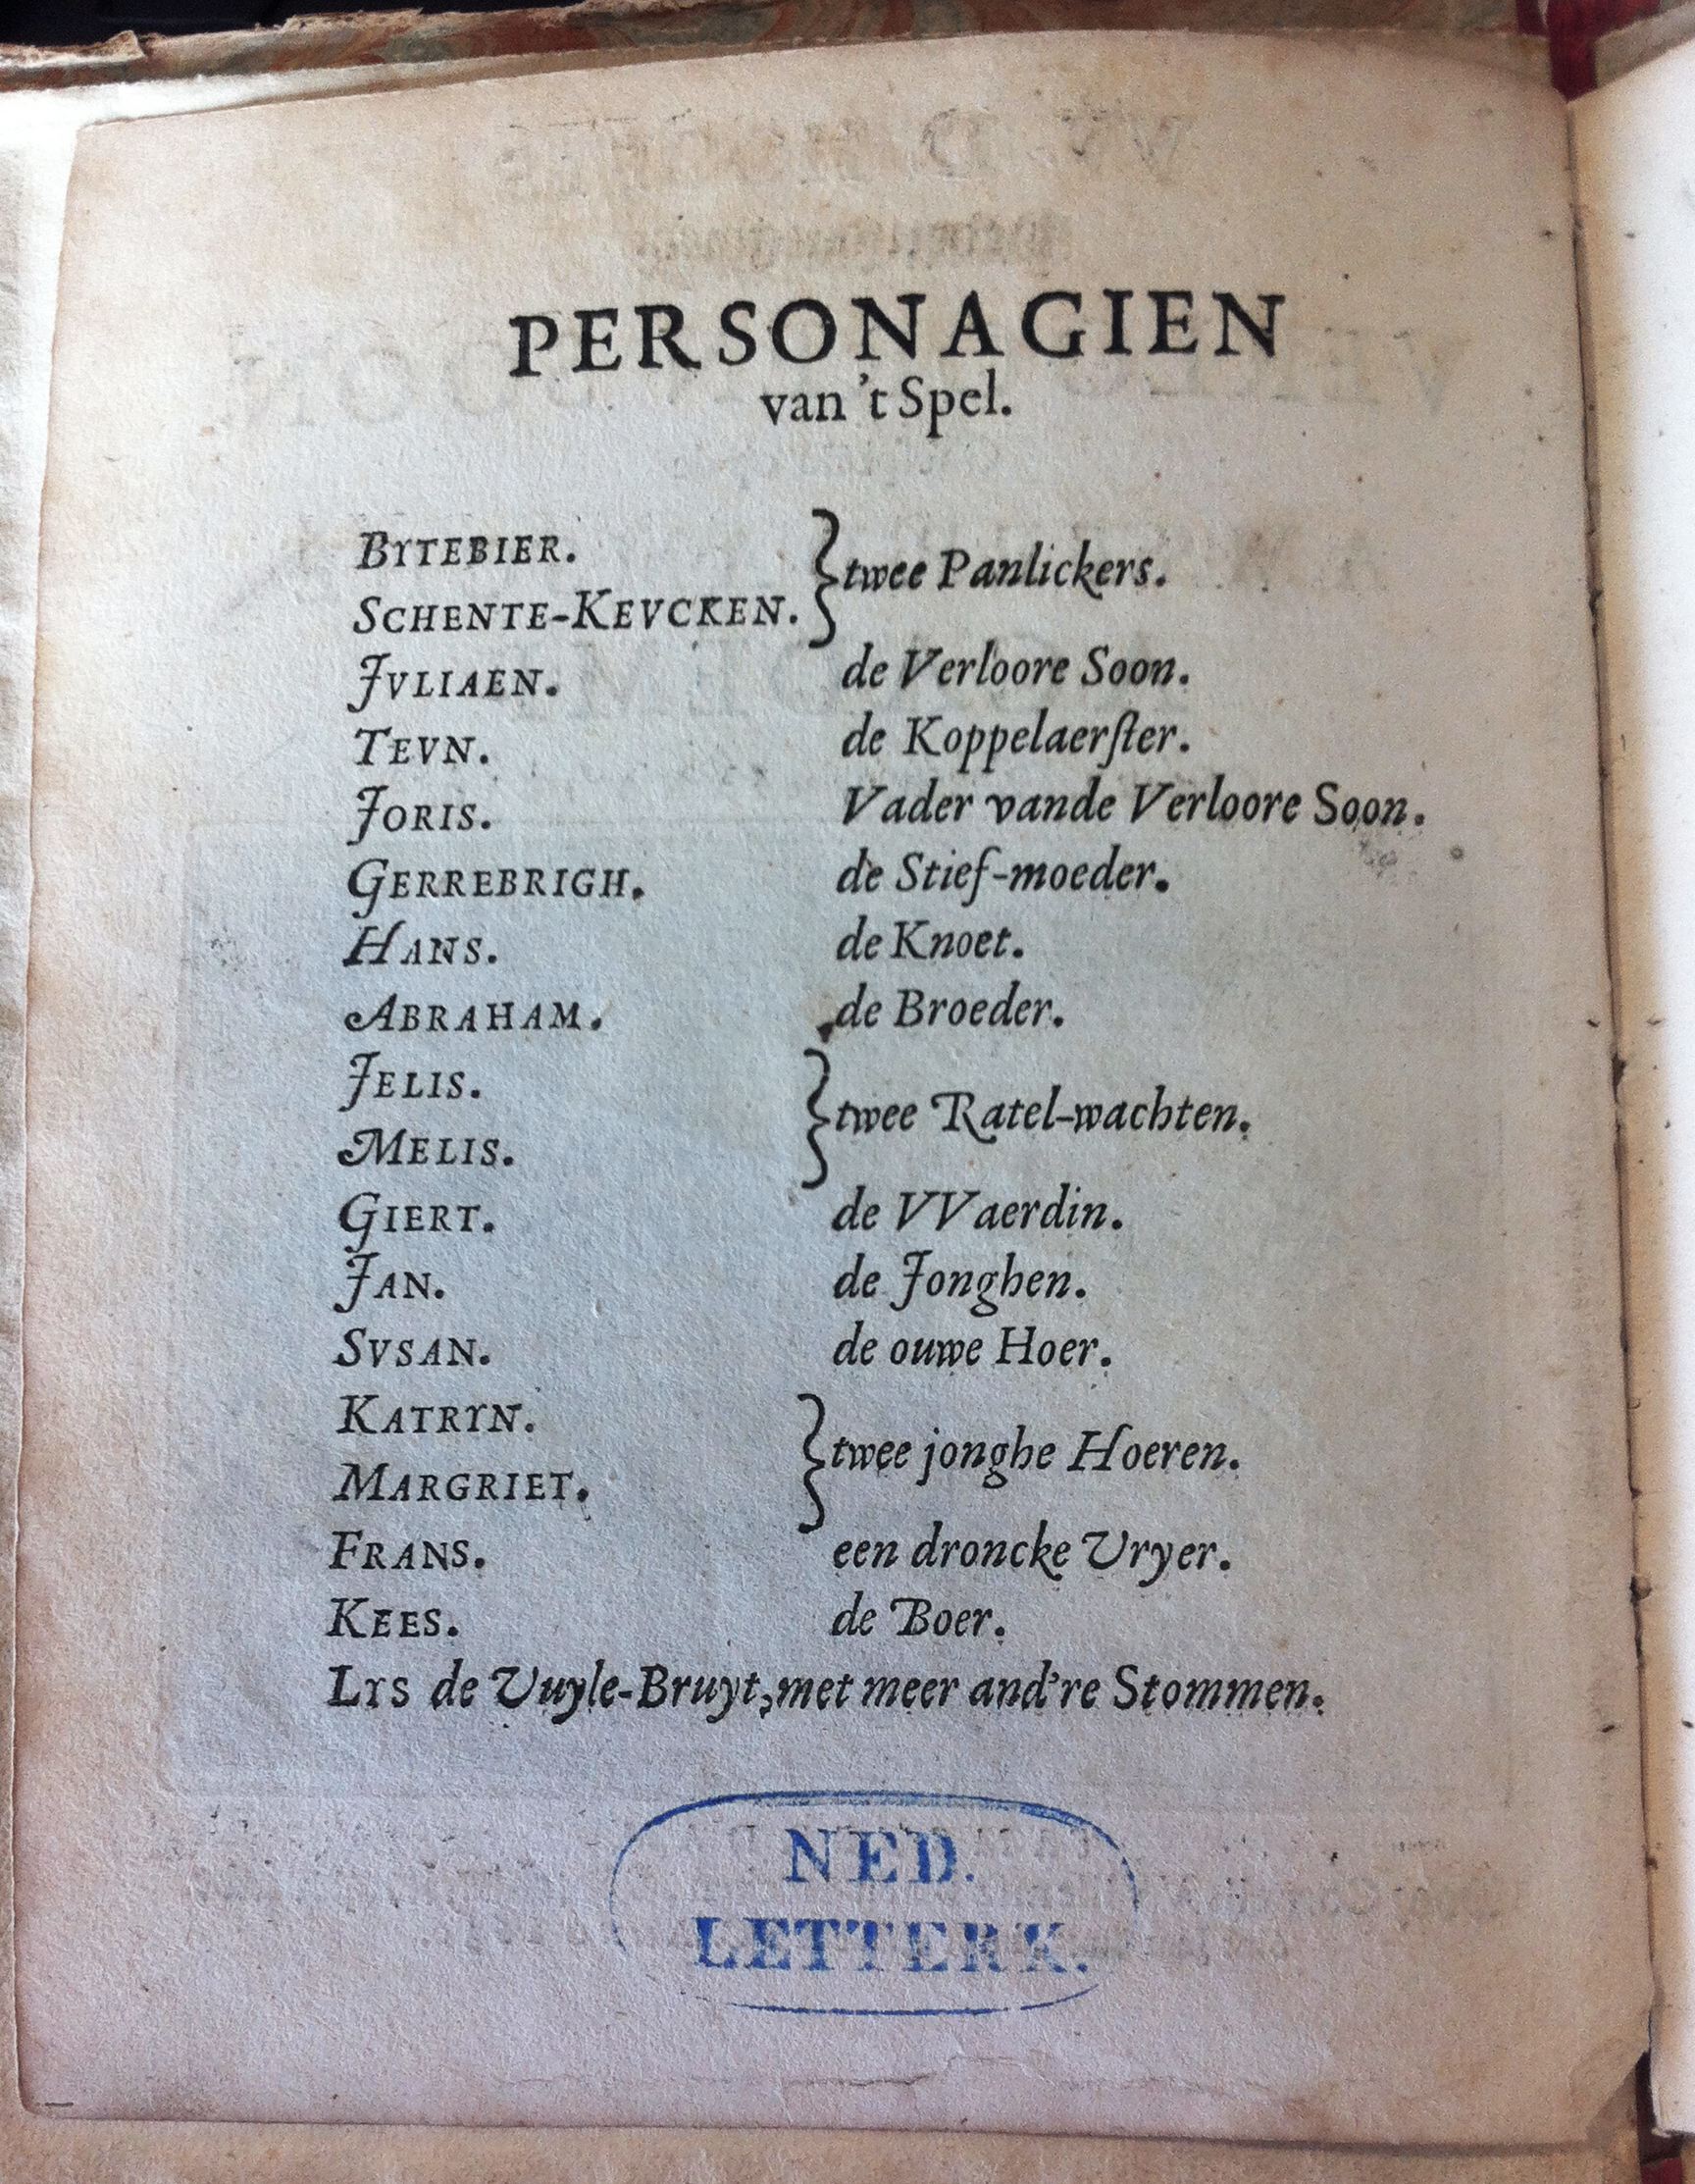 PERSONAGIEN
van 't Spel.
BYTEBIER.
SCHENTE-KEVCKEN. } twee Panlickers.
JVLIAEN. de Verloore Soon.
TEVN. de Koppelaerſter.
JORIS. Vader vande Verloore Soon.
GERREBRIGH. de Stief-moeder.
HANS. de Knoet.
ABRAHAM. de Broeder.
JELIS.
MELIS. } twee Ratel-wachten.
GIERT. de VVaerdin.
JAN. de Jonghen.
SVSAN. de ouwe Hoer.
KATRYN.
MARGRIET. } twee jonghe Hoeren.
FRANS. een droncke Vryer.
KEES. de Boer.
LYS de Vuyle-Bruyt, met meer and're Stommen.
NED.
LETTERK.